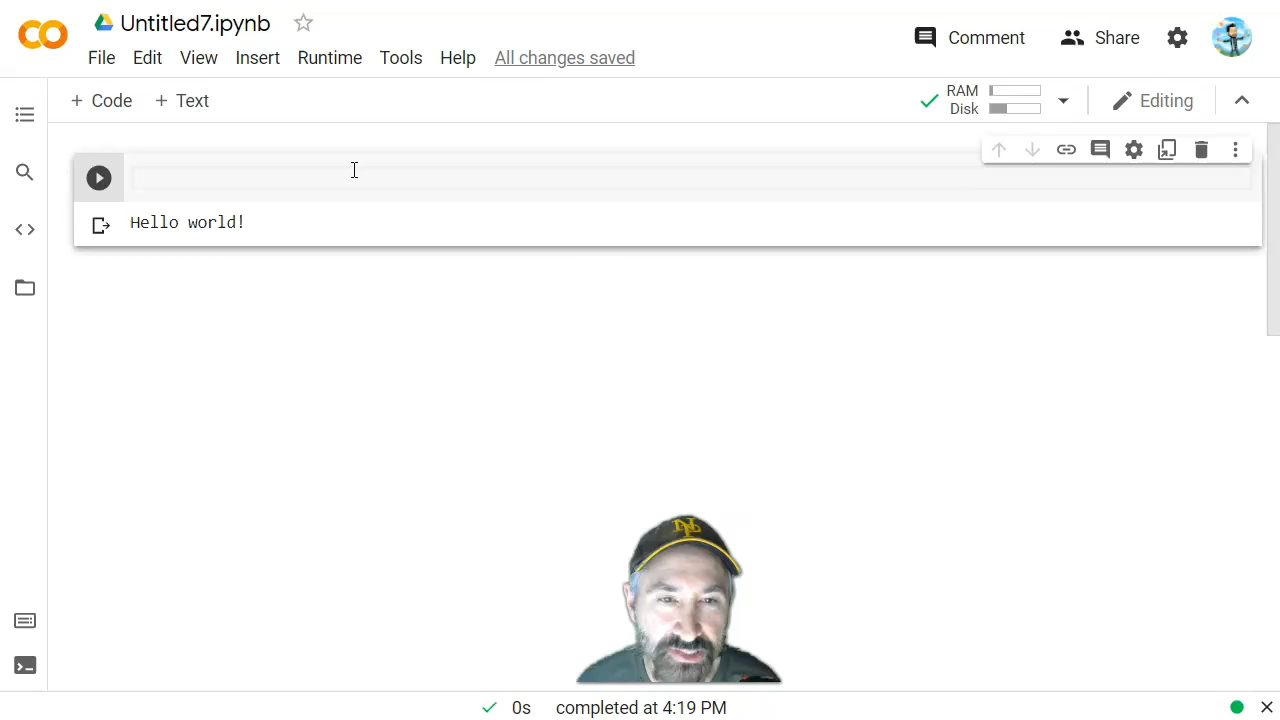 Untitled7.ipynb
File Edit View Insert Runtime Tools Help All changes saved
Comment Share
+ Code + Text
RAM
Disk
Editing
Hello world!
0s completed at 4:19 PM